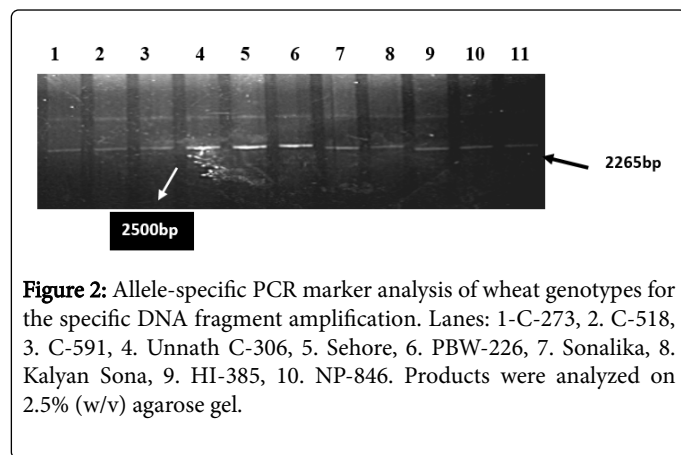 1 2 3 4 5 6 7 8 9 10 11
2265bp
2500bp
Figure 2: Allele-specific PCR marker analysis of wheat genotypes for
the specific DNA fragment amplification. Lanes: 1-C-273, 2. C-518,
3. C-591, 4. Unnath C-306, 5. Sehore, 6. PBW-226, 7. Sonalika, 8.
Kalyan Sona, 9. HI-385, 10. NP-846. Products were analyzed on
2.5% (w/v) agarose gel.